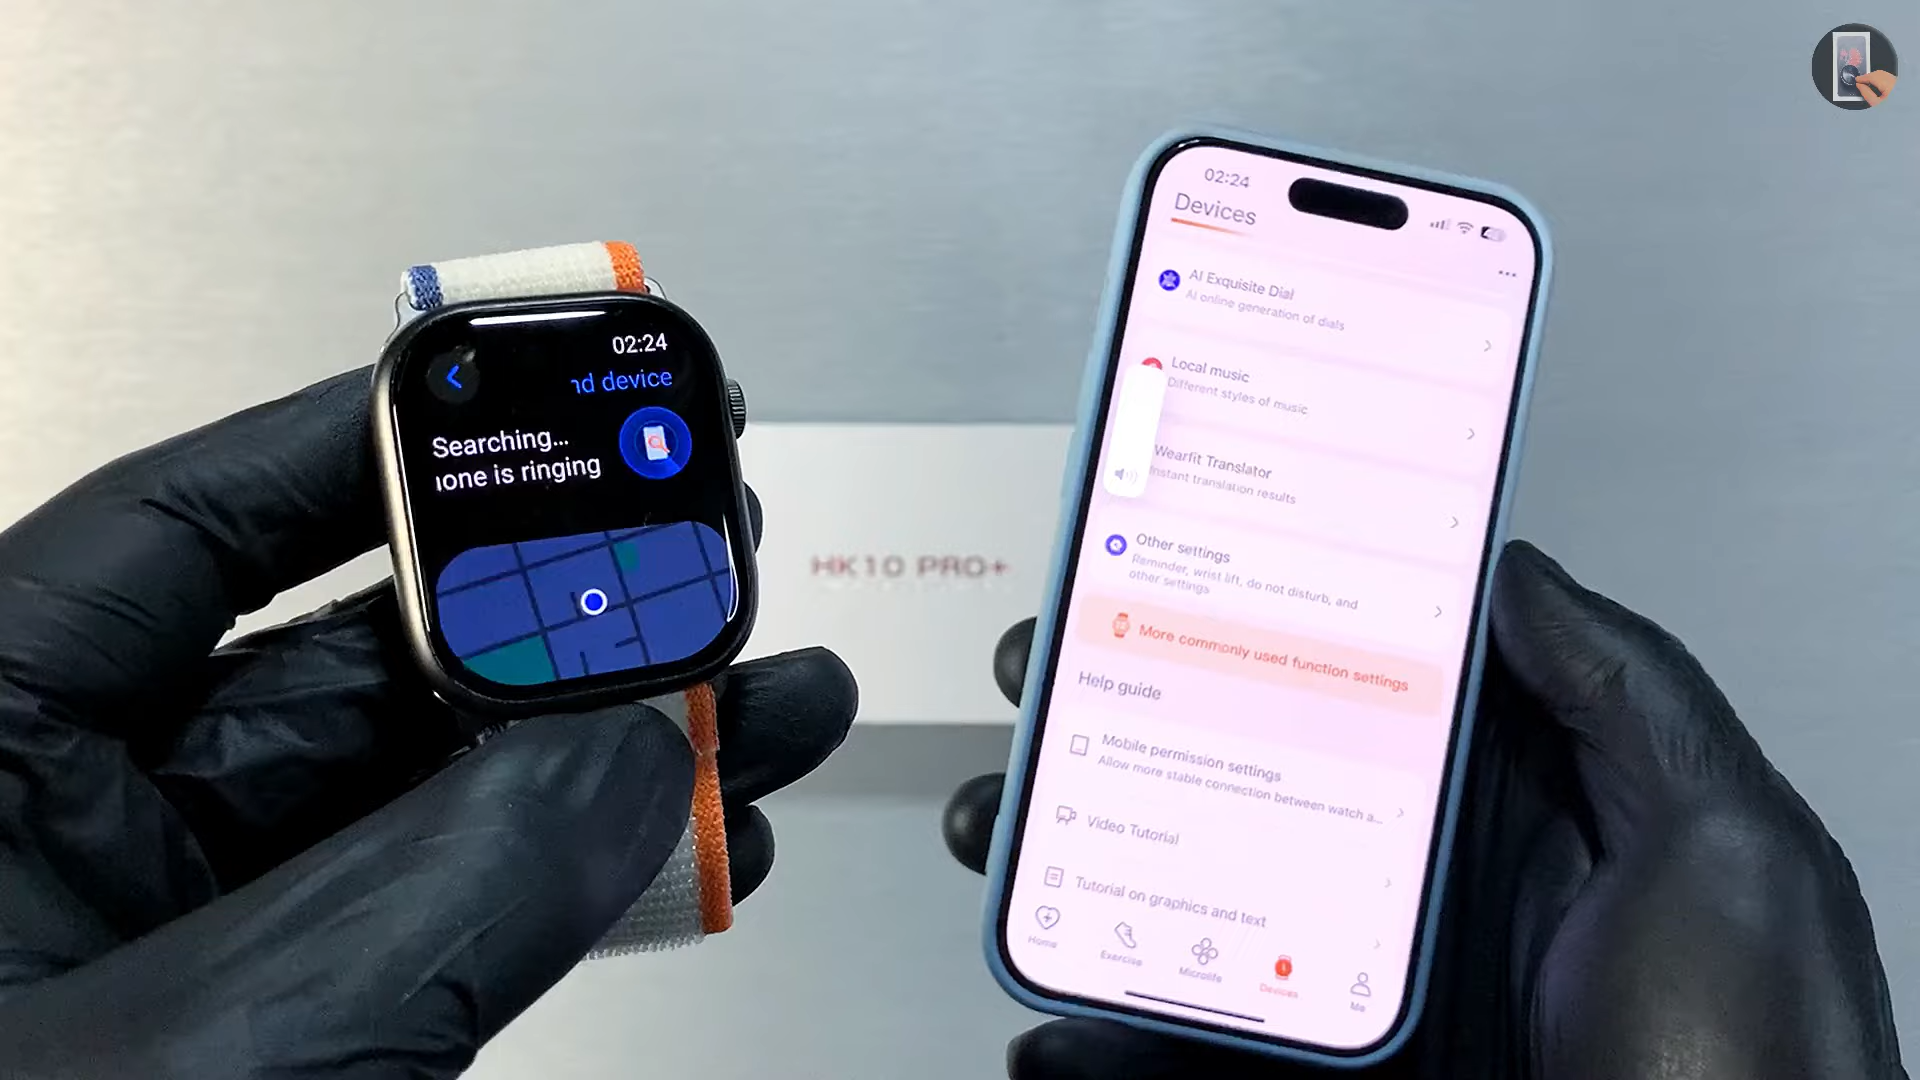 02:24
nd device
Searching...
one is ringing
HK10 PRO+
02:24
Devices
AI Exquisite Dial
AI online generation of dials
Local music
Different styles of music
Wearfit Translator
Instant translation results
Other settings
Reminder, wrist lift, do not disturb, and
other settings
More commonly used function settings
Help guide
Mobile permission settings
Allow more stable connection between watch a...
Video Tutorial
Tutorial on graphics and text
Home
Exercise
Microlife
Devices
Me